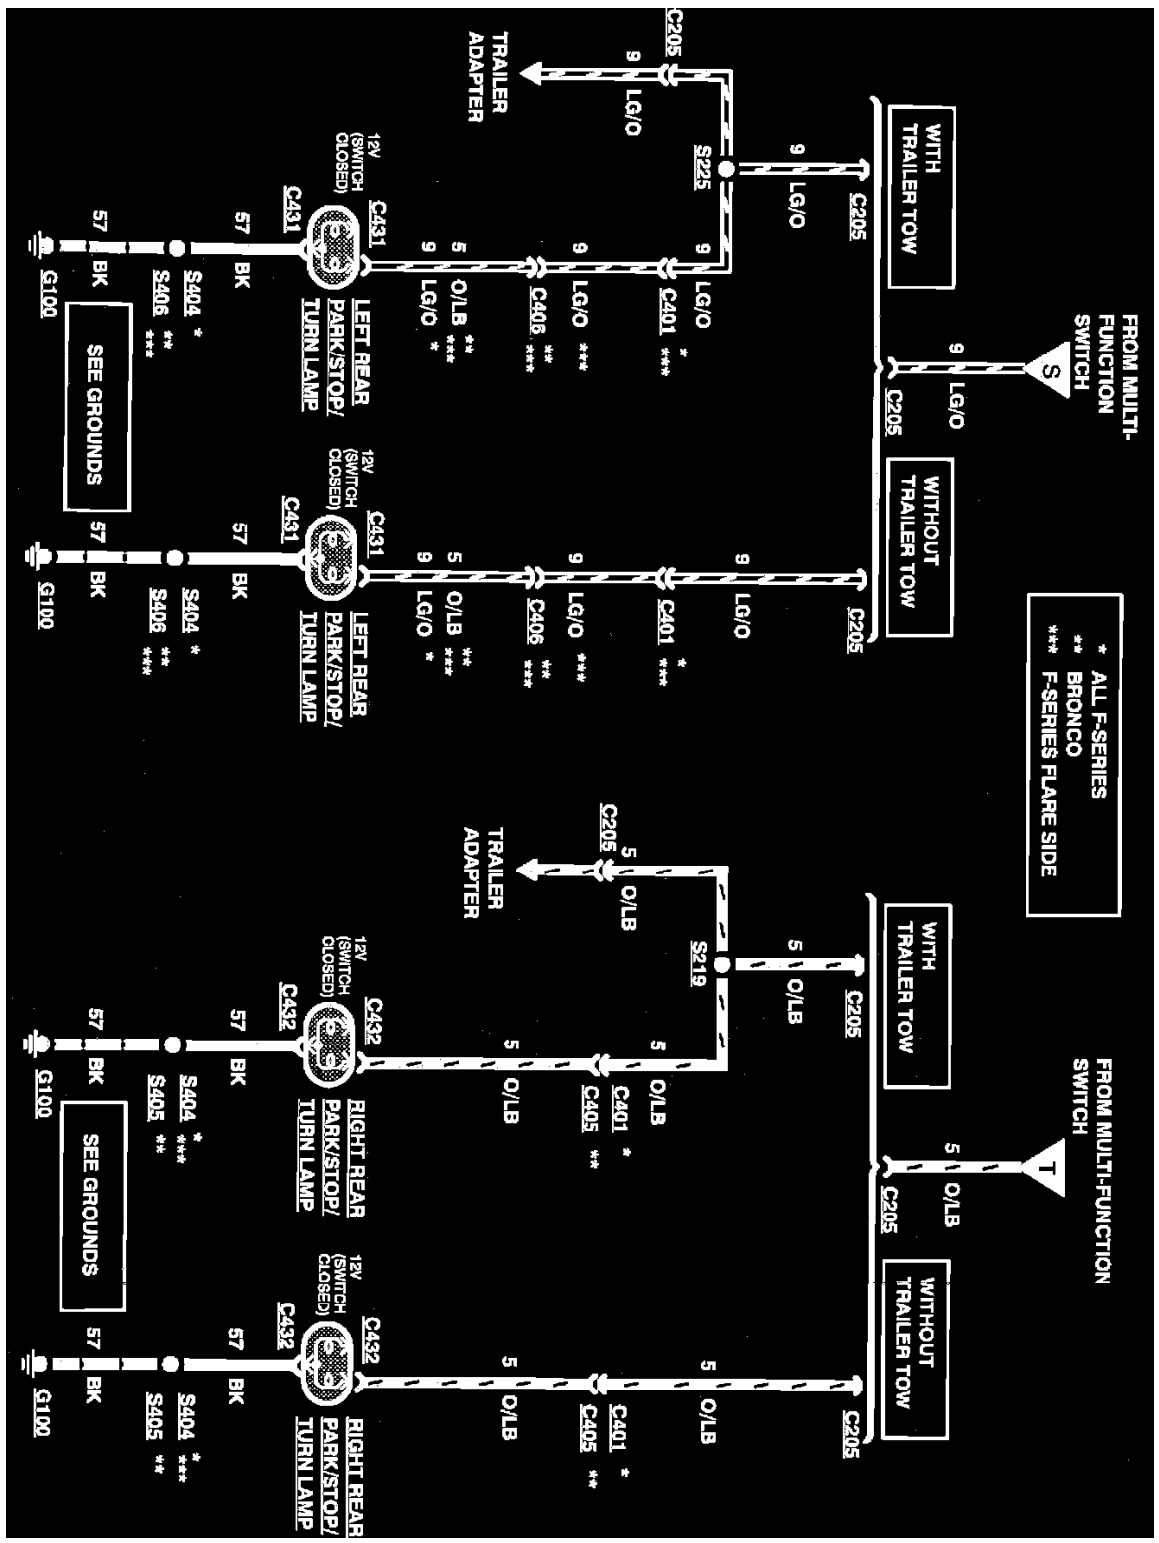 FROM MULTI-
FUNCTION
SWITCH
S
* ALL F-SERIES
** BRONCO
*** F-SERIES FLARE SIDE
FROM MULTI-FUNCTION
SWITCH
T
9 LG/O
C205
5 O/LB
C205
WITH
TRAILER TOW
WITHOUT
TRAILER TOW
WITH
TRAILER TOW
WITHOUT
TRAILER TOW
C205
9 LG/O
S225
C205
9 LG/O
TRAILER
ADAPTER
9 LG/O
C401 *
***
9 LG/O ***
C406 **
***
5 O/LB **
***
9 LG/O *
12V
(SWITCH
CLOSED)
C431
LEFT REAR
PARK/STOP/
TURN LAMP
C431
57 BK
S404 *
S406 **
***
57 BK
G100
C205
9 LG/O
C401 *
***
9 LG/O ***
C406 **
***
5 O/LB **
***
9 LG/O *
12V
(SWITCH
CLOSED)
C431
LEFT REAR
PARK/STOP/
TURN LAMP
C431
57 BK
S404 *
S406 **
***
57 BK
G100
SEE GROUNDS
C205
5 O/LB
S219
C205
5 O/LB
TRAILER
ADAPTER
5 O/LB
C401 *
C405 **
5 O/LB
12V
(SWITCH
CLOSED)
C432
RIGHT REAR
PARK/STOP/
TURN LAMP
C432
57 BK
S404 *
***
S405 **
57 BK
G100
C205
5 O/LB
C401 *
C405 **
5 O/LB
12V
(SWITCH
CLOSED)
C432
RIGHT REAR
PARK/STOP/
TURN LAMP
C432
57 BK
S404 *
***
S405 **
57 BK
G100
SEE GROUNDS